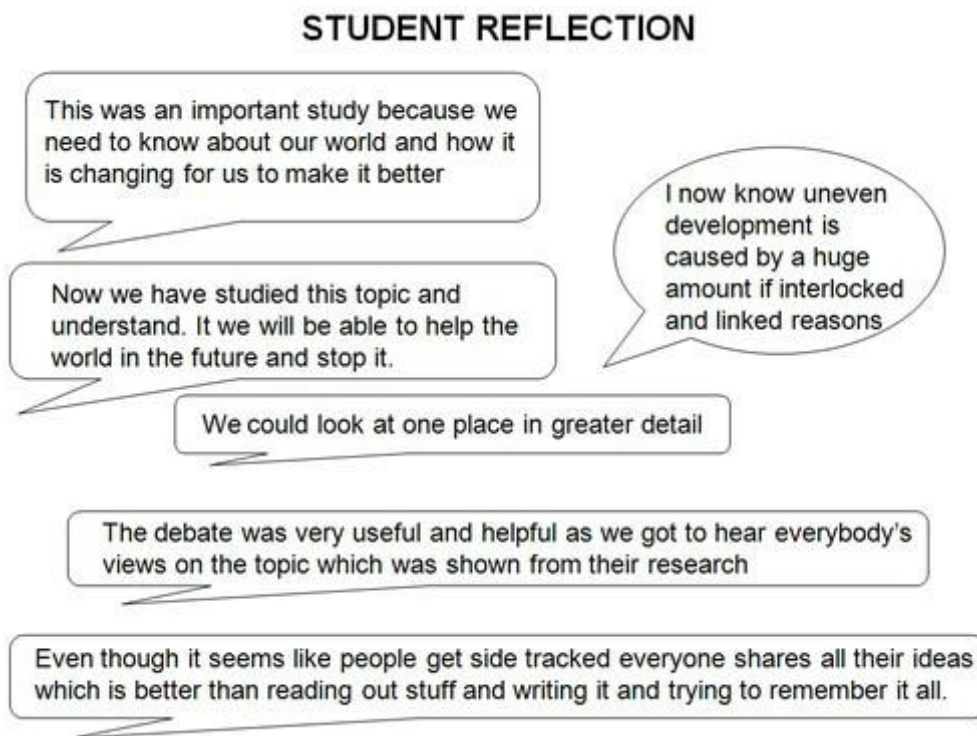 STUDENT REFLECTION
This was an important study because we
need to know about our world and how it
is changing for us to make it better
I now know uneven
development is
caused by a huge
amount if interlocked
and linked reasons
Now we have studied this topic and
understand. It we will be able to help the
world in the future and stop it.
We could look at one place in greater detail
The debate was very useful and helpful as we got to hear everybody's
views on the topic which was shown from their research
Even though it seems like people get side tracked everyone shares all their ideas
which is better than reading out stuff and writing it and trying to remember it all.